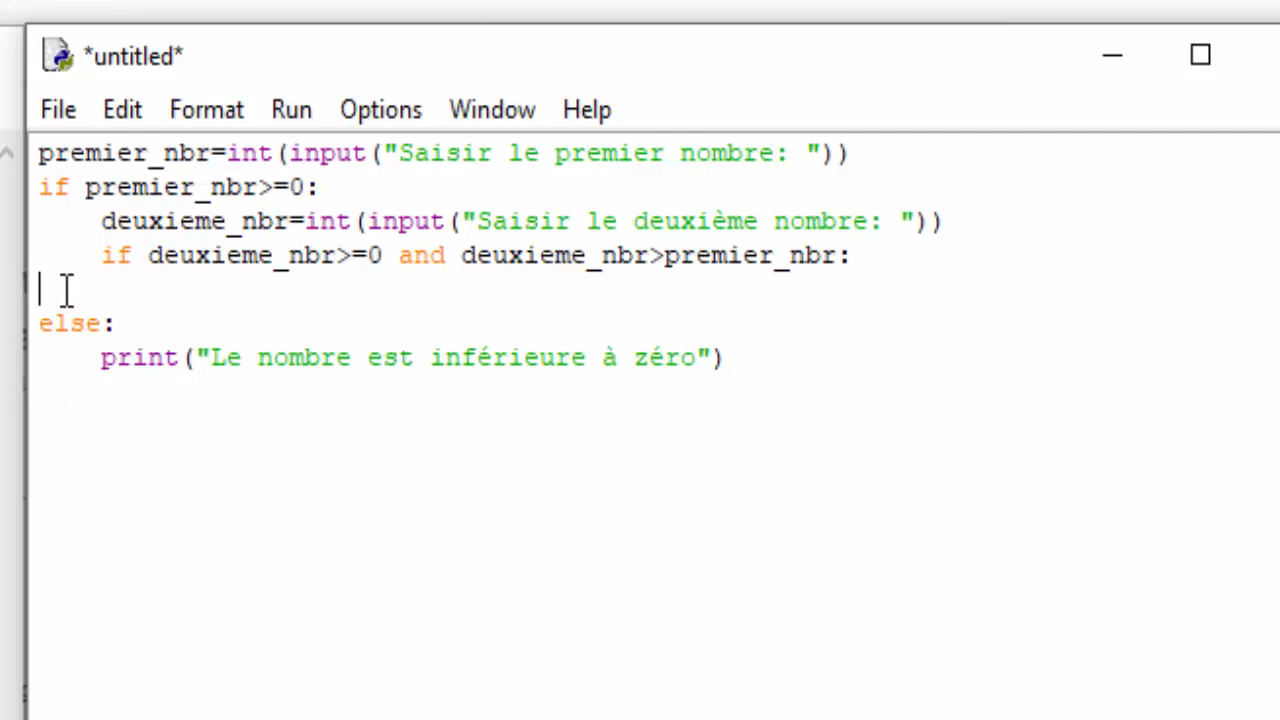 *untitled*
File Edit Format Run Options Window Help
premier_nbr=int(input("Saisir le premier nombre: "))
if premier_nbr>=0:
    deuxieme_nbr=int(input("Saisir le deuxième nombre: "))
    if deuxieme_nbr>=0 and deuxieme_nbr>premier_nbr:
else:
    print("Le nombre est inférieure à zéro")